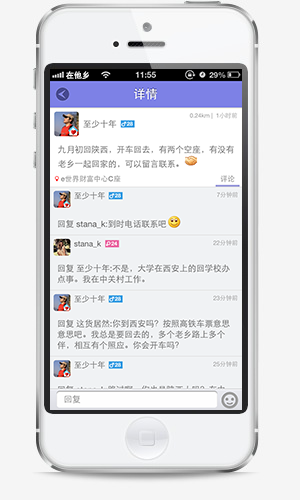 在他乡 11:55
详情
至少十年 ♂28 0.24km | 1小时前
九月初回陕西，开车回去，有两个空座，有没有
老乡一起回家的，可以留言联系。
e世界财富中心C座 评论
至少十年 ♂28 7分钟前
回复 stana_k:到时电话联系吧
stana_k ♀24 22分钟前
回复 至少十年:不是，大学在西安上的回学校办
点事。我在中关村工作。
至少十年 ♂28 23分钟前
回复 这货居然:你到西安吗？按照高铁车票意思
意思吧。我总是要回去的，多个老乡路上多个
伴，相互有个照应。你会开车吗？
至少十年 ♂28 25分钟前
回复